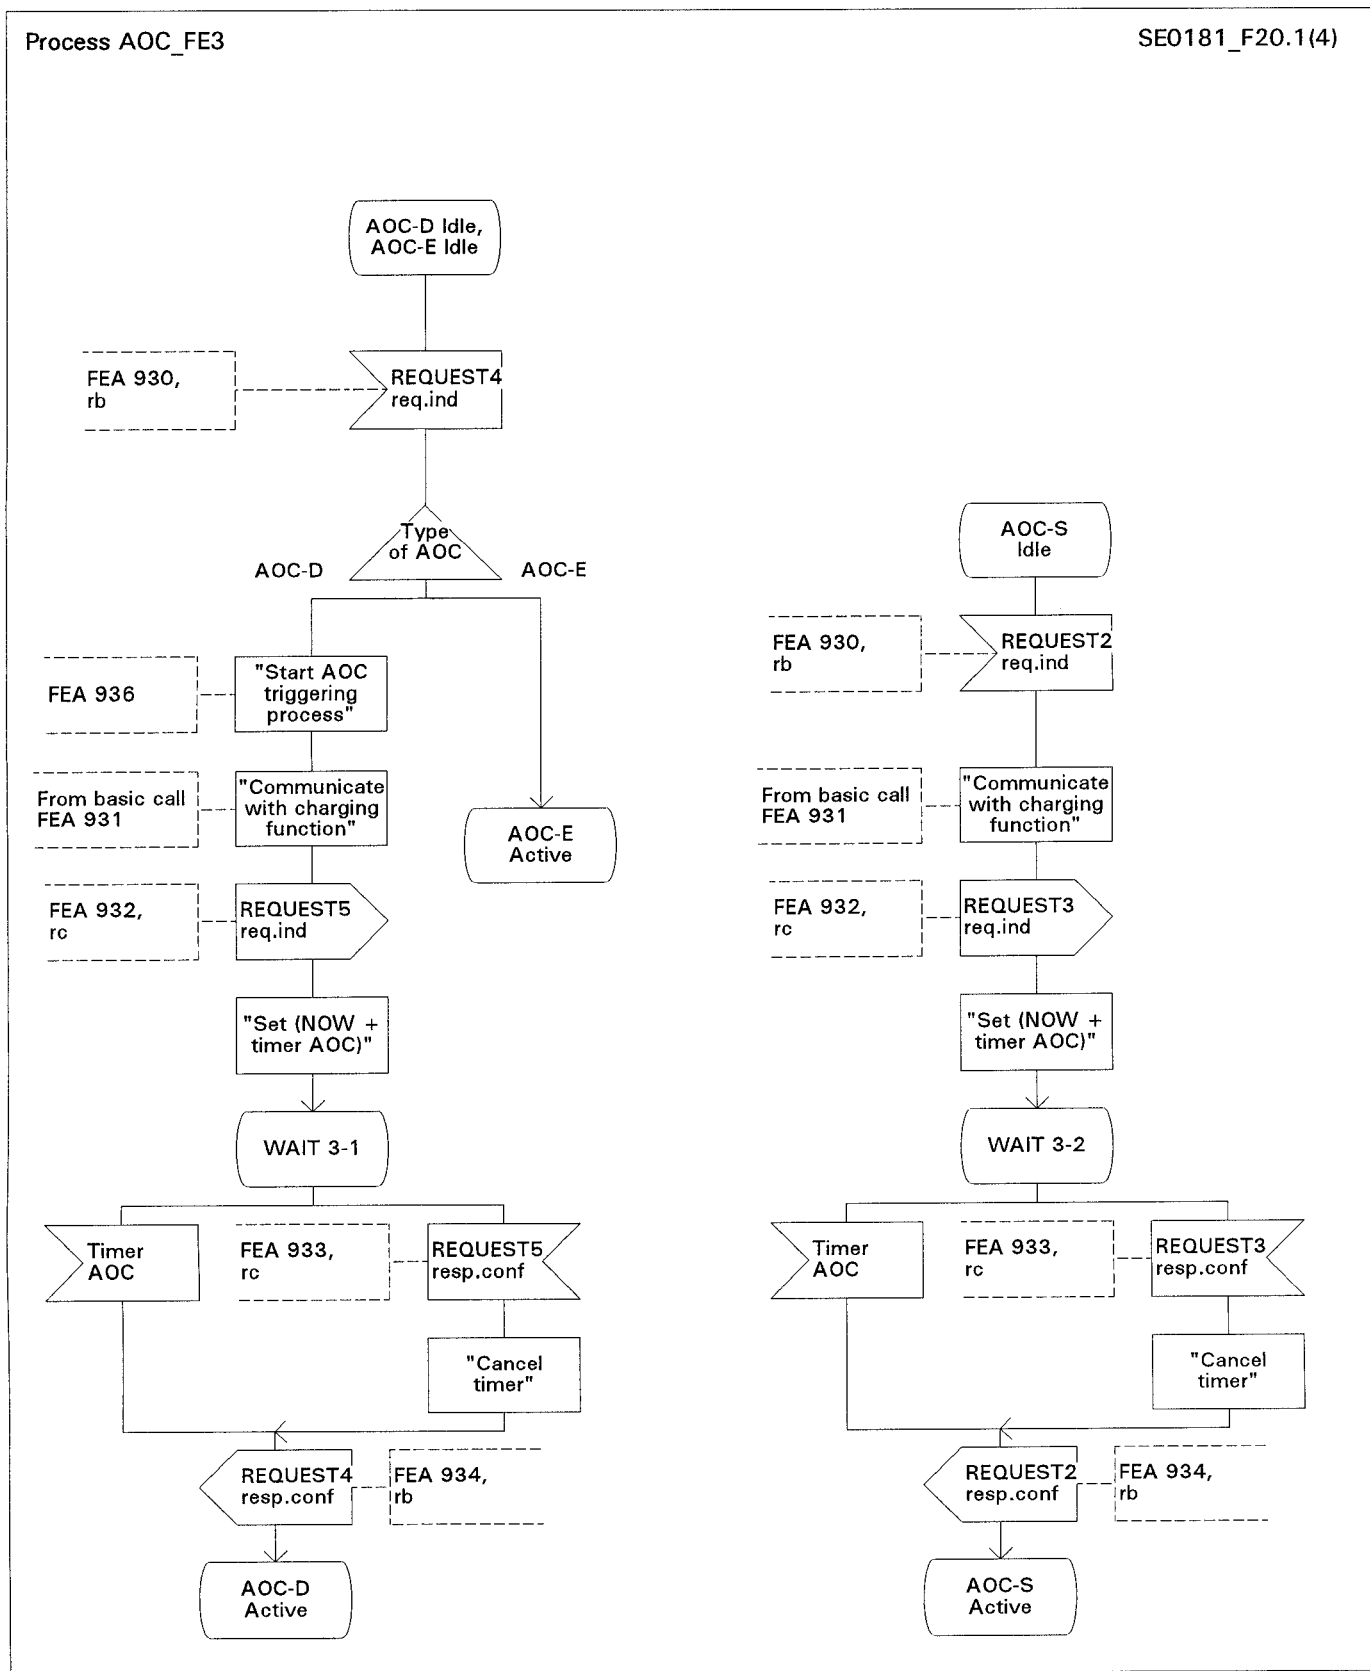 Process AOC_FE3
SE0181_F20.1(4)
AOC-D Idle,
AOC-E Idle
FEA 930,
rb
REQUEST4
req.ind
Type
of AOC
AOC-D
AOC-E
FEA 936
"Start AOC
triggering
process"
From basic call
FEA 931
"Communicate
with charging
function"
AOC-E
Active
FEA 932,
rc
REQUEST5
req.ind
"Set (NOW +
timer AOC)"
WAIT 3-1
Timer
AOC
FEA 933,
rc
REQUEST5
resp.conf
"Cancel
timer"
REQUEST4
resp.conf
FEA 934,
rb
AOC-D
Active
AOC-S
Idle
FEA 930,
rb
REQUEST2
req.ind
From basic call
FEA 931
"Communicate
with charging
function"
FEA 932,
rc
REQUEST3
req.ind
"Set (NOW +
timer AOC)"
WAIT 3-2
Timer
AOC
FEA 933,
rc
REQUEST3
resp.conf
"Cancel
timer"
REQUEST2
resp.conf
FEA 934,
rb
AOC-S
Active